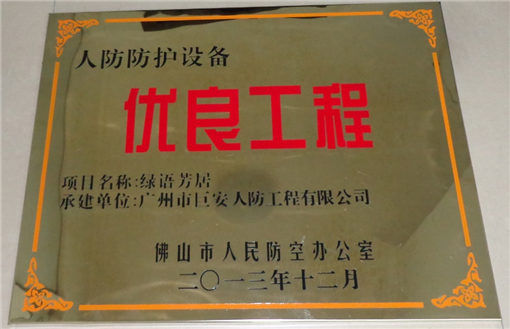 人防防护设备
优良工程
项目名称:绿语芳居
承建单位:广州市巨安人防工程有限公司
佛山市人民防空办公室
二〇一三年十二月